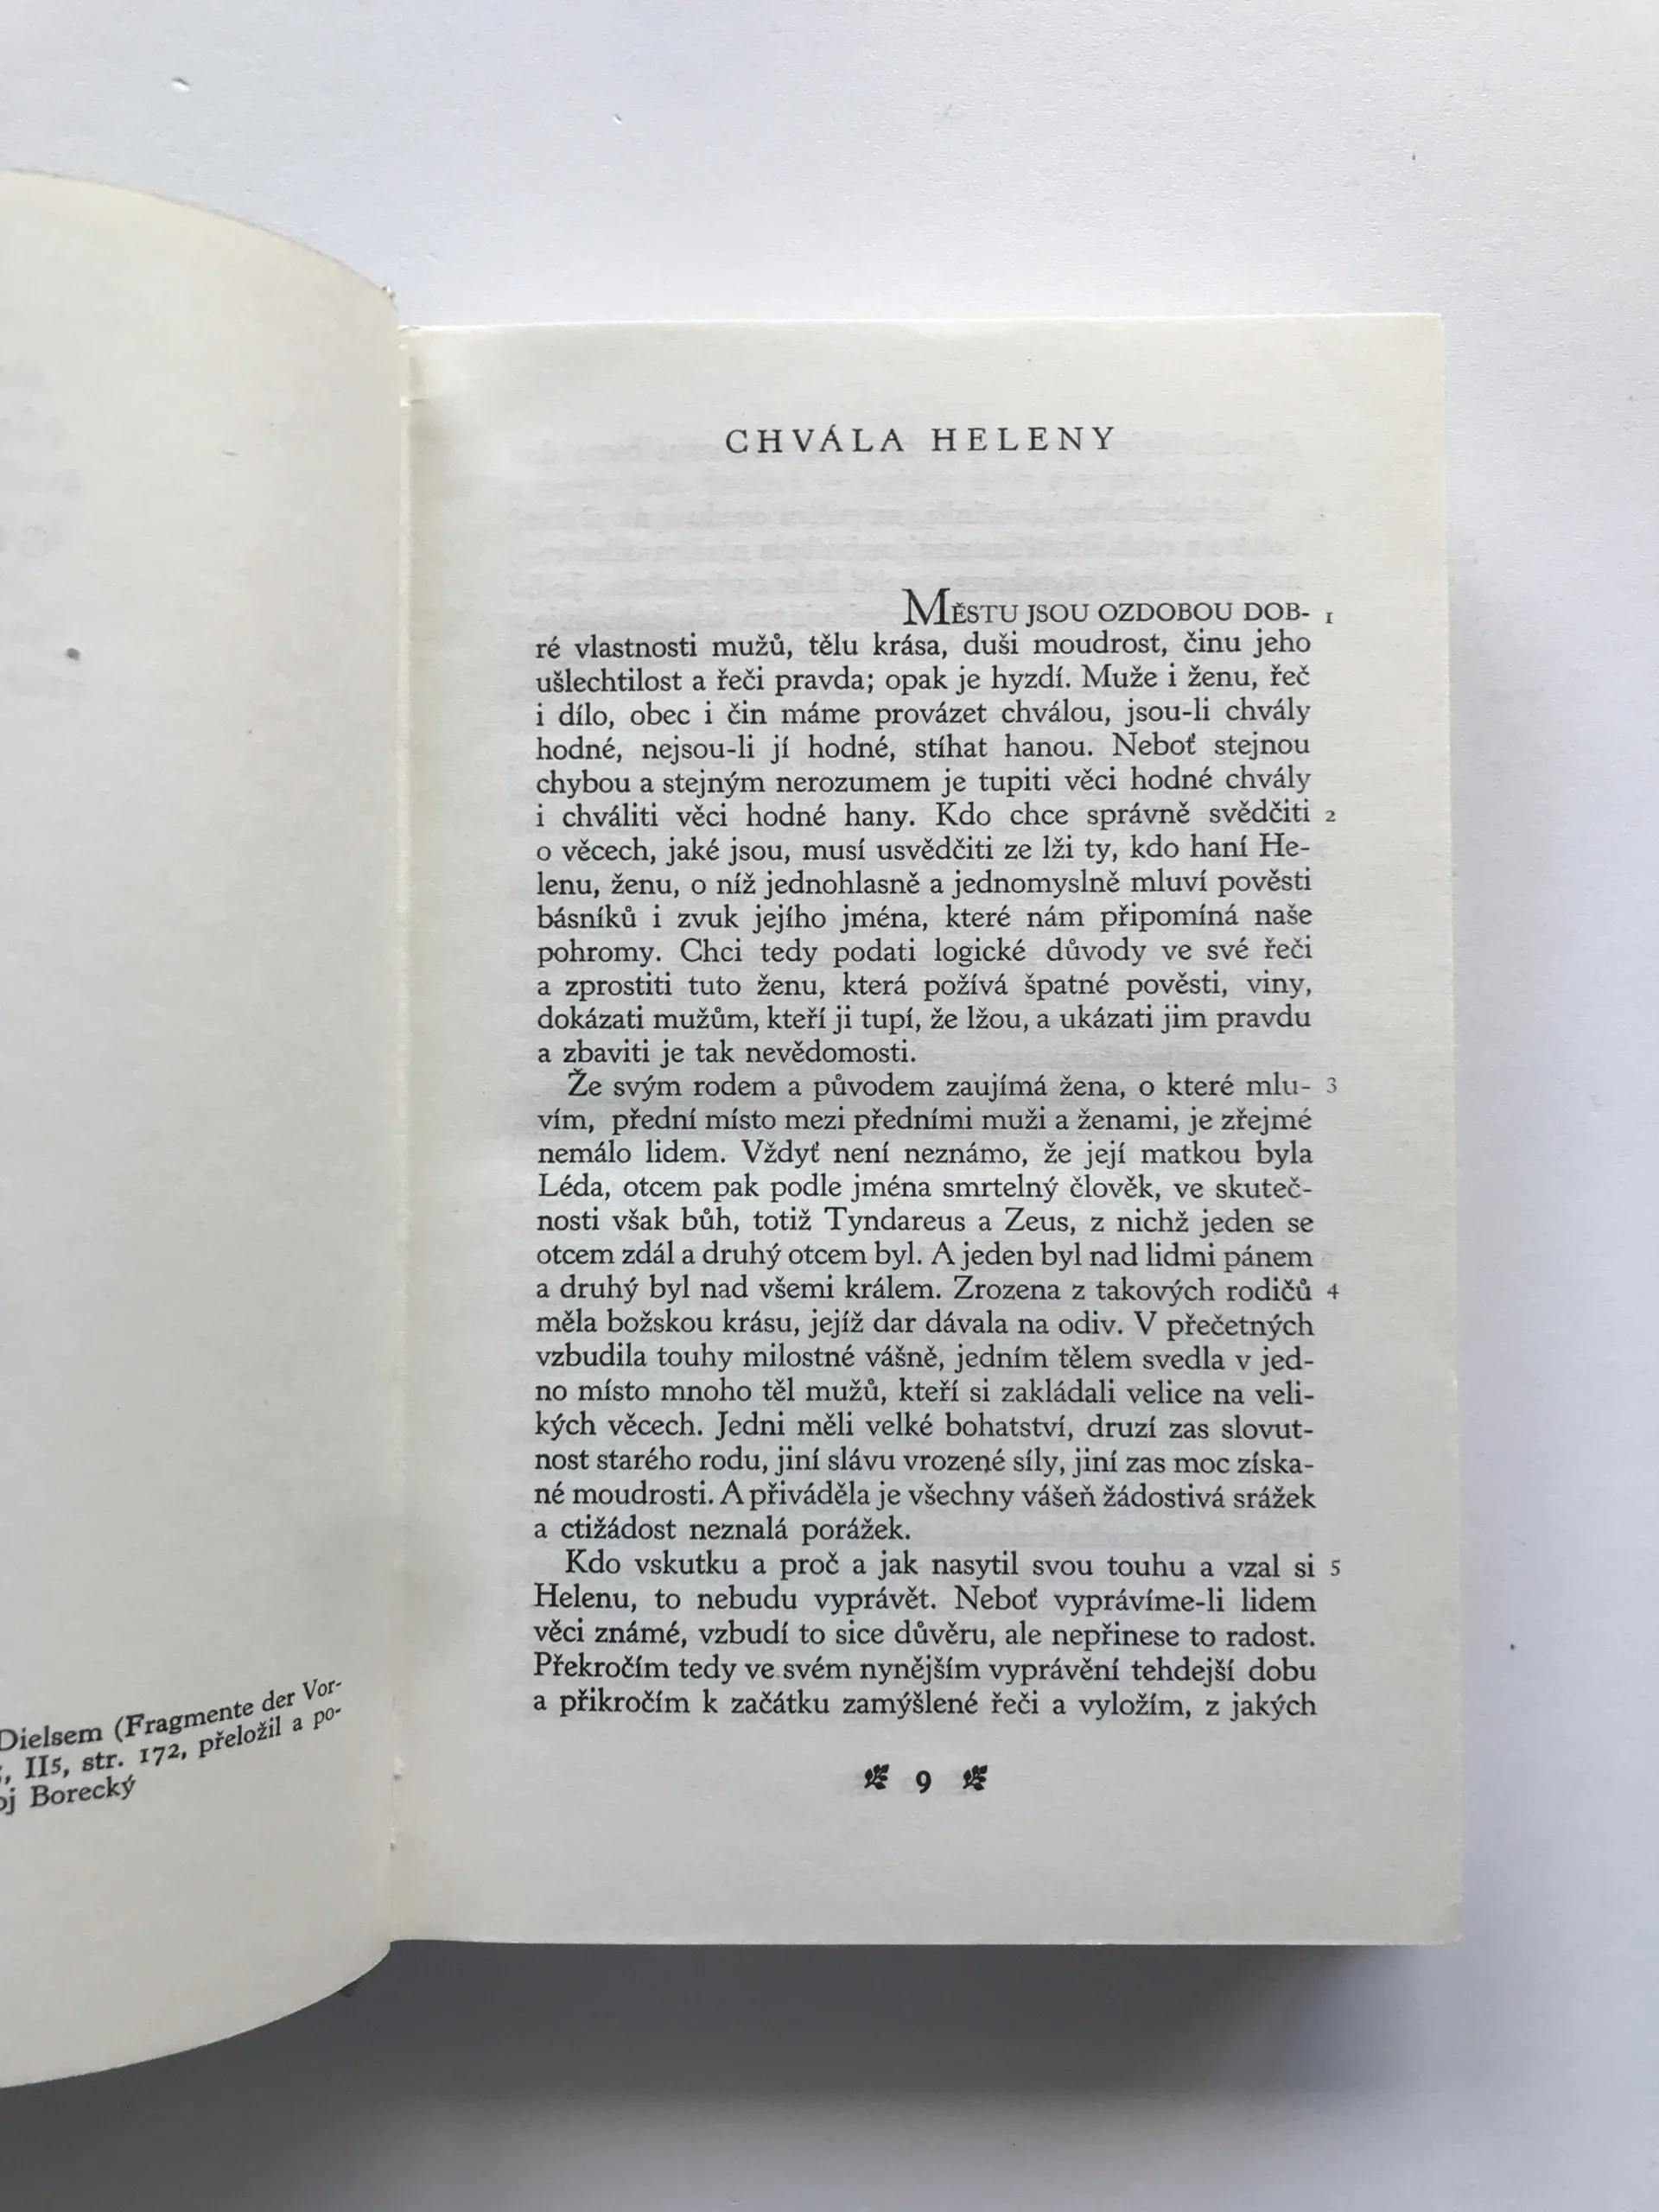 Dielsem (Fragmente der Vor-
, II5, str. 172, přeložil a po-
Borecký
CHVÁLA HELENY
MĚSTU JSOU OZDOBOU DOB- 1
ré vlastnosti mužů, tělu krása, duši moudrost, činu jeho
ušlechtilost a řeči pravda; opak je hyzdí. Muže i ženu, řeč
i dílo, obec i čin máme provázet chválou, jsou-li chvály
hodné, nejsou-li jí hodné, stíhat hanou. Neboť stejnou
chybou a stejným nerozumem je tupiti věci hodné chvály
i chváliti věci hodné hany. Kdo chce správně svědčiti 2
o věcech, jaké jsou, musí usvědčiti ze lži ty, kdo haní He-
lenu, ženu, o níž jednohlasně a jednomyslně mluví pověsti
básníků i zvuk jejího jména, které nám připomíná naše
pohromy. Chci tedy podati logické důvody ve své řeči
a zprostiti tuto ženu, která požívá špatné pověsti, viny,
dokázati mužům, kteří ji tupí, že lžou, a ukázati jim pravdu
a zbaviti je tak nevědomosti.
Že svým rodem a původem zaujímá žena, o které mlu- 3
vím, přední místo mezi předními muži a ženami, je zřejmé
nemálo lidem. Vždyť není neznámo, že její matkou byla
Léda, otcem pak podle jména smrtelný člověk, ve skuteč-
nosti však bůh, totiž Tyndareus a Zeus, z nichž jeden se
otcem zdál a druhý otcem byl. A jeden byl nad lidmi pánem
a druhý byl nad všemi králem. Zrozena z takových rodičů 4
měla božskou krásu, jejíž dar dávala na odiv. V přečetných
vzbudila touhy milostné vášně, jedním tělem svedla v jed-
no místo mnoho těl mužů, kteří si zakládali velice na veli-
kých věcech. Jedni měli velké bohatství, druzí zas slovut-
nost starého rodu, jiní slávu vrozené síly, jiní zas moc získa-
né moudrosti. A přiváděla je všechny vášeň žádostivá srážek
a ctižádost neznalá porážek.
Kdo vskutku a proč a jak nasytil svou touhu a vzal si 5
Helenu, to nebudu vyprávět. Neboť vyprávíme-li lidem
věci známé, vzbudí to sice důvěru, ale nepřinese to radost.
Překročím tedy ve svém nynějším vyprávění tehdejší dobu
a přikročím k začátku zamýšlené řeči a vyložím, z jakých
9